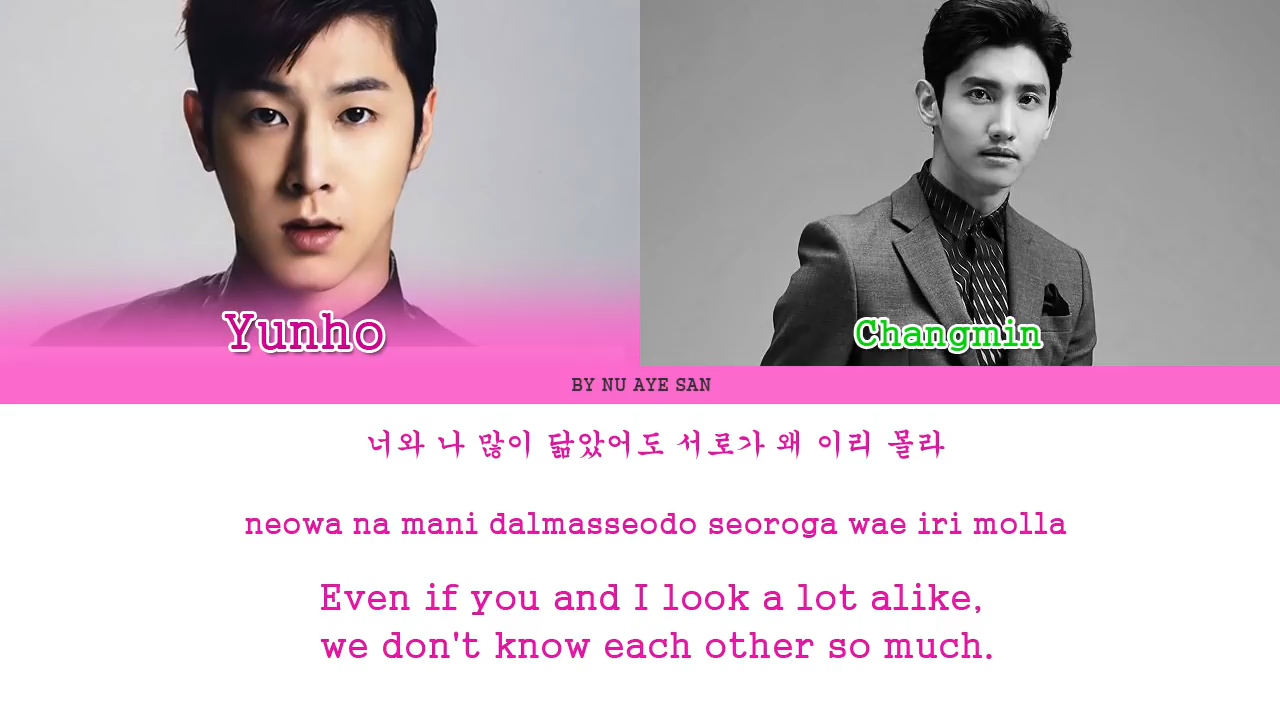 Yunho
Changmin
BY NU AYE SAN
너와 나 많이 닮았어도 서로가 왜 이리 몰라
neowa na mani dalmasseodo seoroga wae iri molla
Even if you and I look a lot alike,
we don't know each other so much.